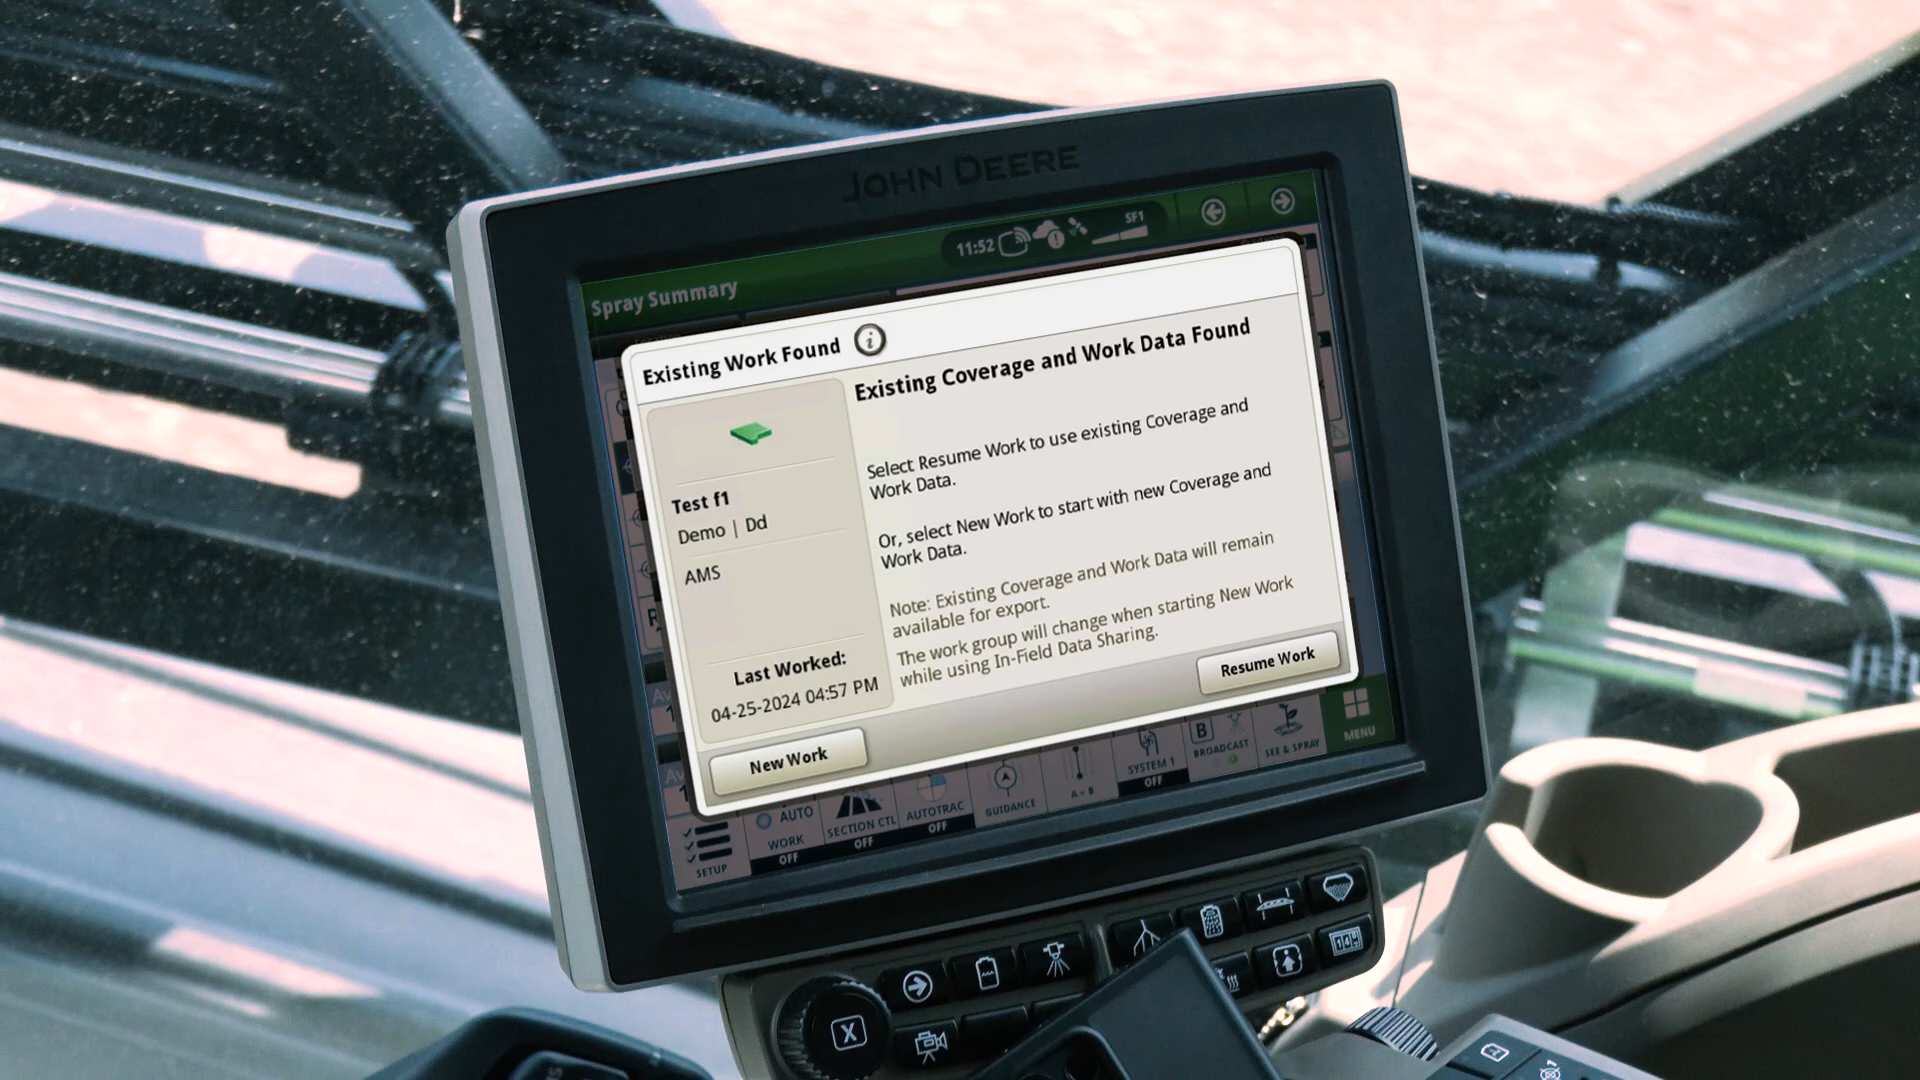 JOHN DEERE
11:52
SF1
Spray Summary
Existing Work Found
Existing Coverage and Work Data Found
Test f1
Demo | Dd
AMS
Last Worked:
04-25-2024 04:57 PM
Select Resume Work to use existing Coverage and
Work Data.
Or, select New Work to start with new Coverage and
Work Data.
Note: Existing Coverage and Work Data will remain
available for export.
The work group will change when starting New Work
while using In-Field Data Sharing.
New Work
Resume Work
SETUP
AUTO
WORK
OFF
SECTION CTL
OFF
AUTOTRAC
OFF
GUIDANCE
A + B
SYSTEM 1
OFF
B
BROADCAST
SEE & SPRAY
MENU
X